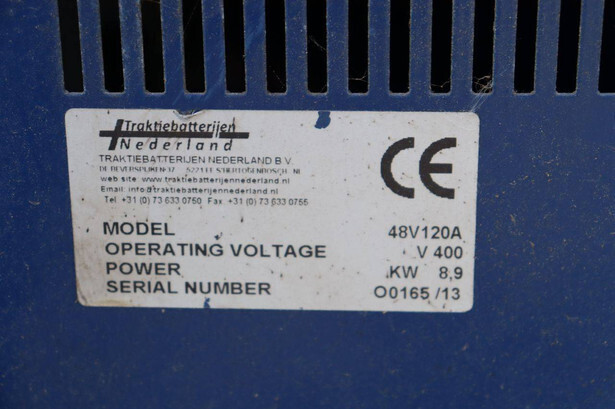 Traktiebatterijen
Nederland
TRAKTIEBATTERIJEN NEDERLAND B.V.
web site www.traktiebatterijennederland.nl
Email: info@traktiebatterijennederland.nl
Tel +31 (0) 73 633 0750 Fax +31 (0) 73 633 0755
CE
MODEL 48V120A
OPERATING VOLTAGE V 400
POWER KW 8,9
SERIAL NUMBER O0165 /13